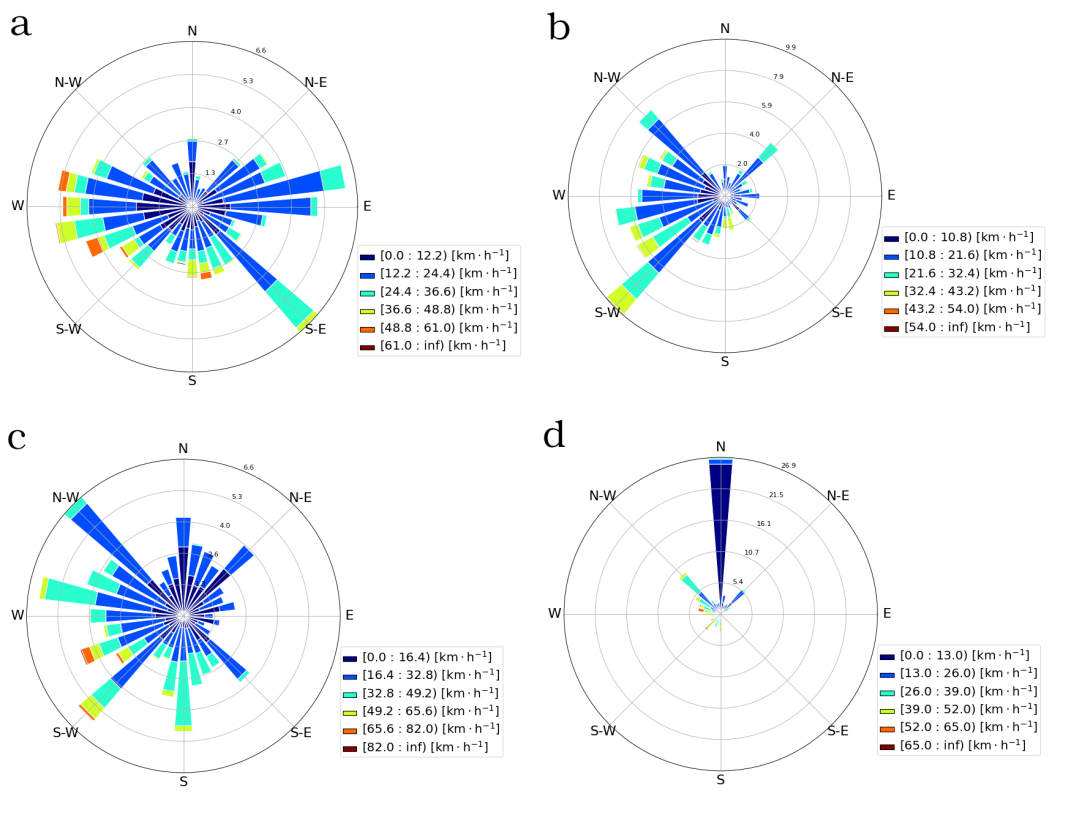 a
N
N-E
E
S-E
S
S-W
W
N-W
1.3
2.7
4.0
5.3
6.6
[0.0 : 12.2) [km·h⁻¹]
[12.2 : 24.4) [km·h⁻¹]
[24.4 : 36.6) [km·h⁻¹]
[36.6 : 48.8) [km·h⁻¹]
[48.8 : 61.0) [km·h⁻¹]
[61.0 : inf) [km·h⁻¹]
b
N
N-E
E
S-E
S
S-W
W
N-W
2.0
4.0
5.9
7.9
9.9
[0.0 : 10.8) [km·h⁻¹]
[10.8 : 21.6) [km·h⁻¹]
[21.6 : 32.4) [km·h⁻¹]
[32.4 : 43.2) [km·h⁻¹]
[43.2 : 54.0) [km·h⁻¹]
[54.0 : inf) [km·h⁻¹]
c
N
N-E
E
S-E
S
S-W
W
N-W
2.6
4.0
5.3
6.6
[0.0 : 16.4) [km·h⁻¹]
[16.4 : 32.8) [km·h⁻¹]
[32.8 : 49.2) [km·h⁻¹]
[49.2 : 65.6) [km·h⁻¹]
[65.6 : 82.0) [km·h⁻¹]
[82.0 : inf) [km·h⁻¹]
d
N
N-E
E
S-E
S
S-W
W
N-W
5.4
10.7
16.1
21.5
26.9
[0.0 : 13.0) [km·h⁻¹]
[13.0 : 26.0) [km·h⁻¹]
[26.0 : 39.0) [km·h⁻¹]
[39.0 : 52.0) [km·h⁻¹]
[52.0 : 65.0) [km·h⁻¹]
[65.0 : inf) [km·h⁻¹]